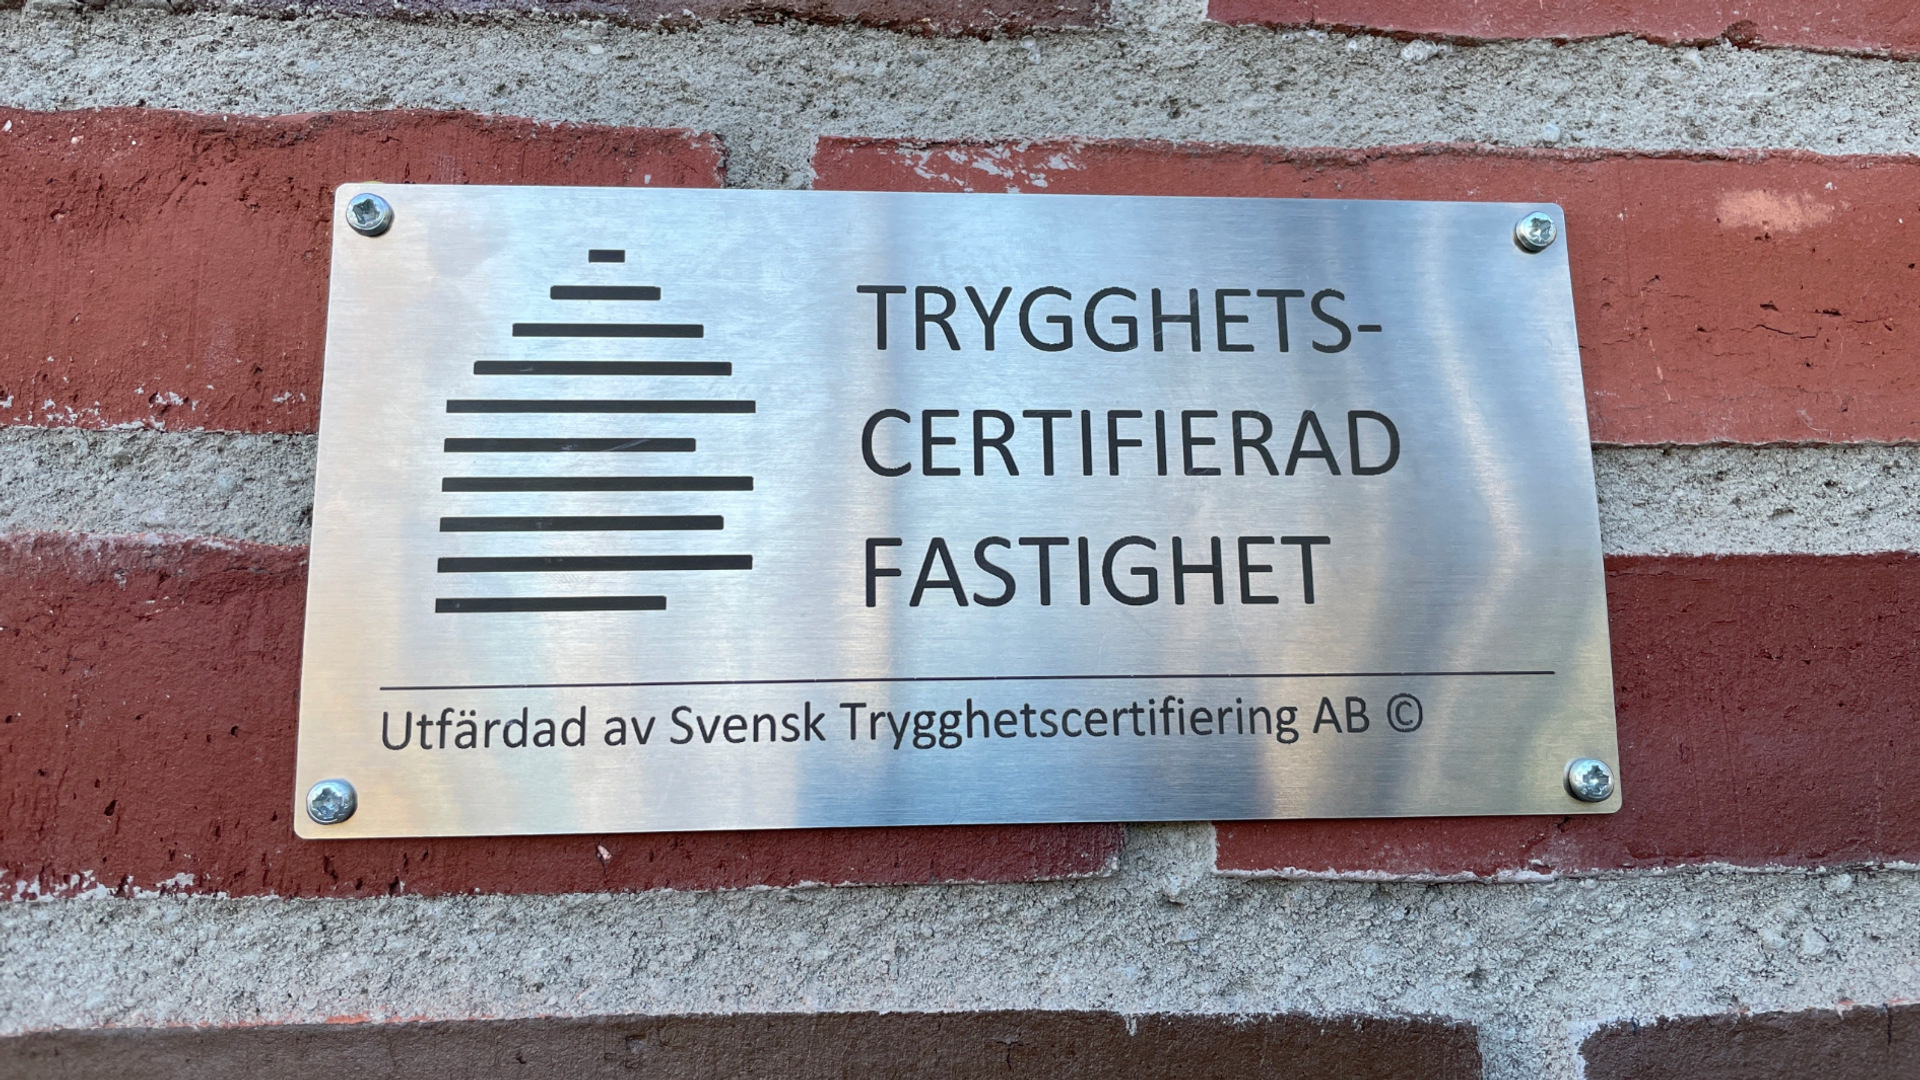 TRYGGHETS-
CERTIFIERAD
FASTIGHET
Utfärdad av Svensk Trygghetscertifiering AB ©